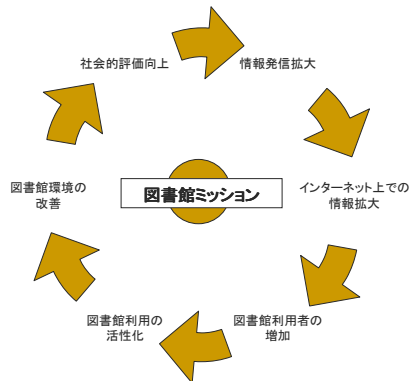 社会的評価向上
情報発信拡大
図書館環境の
改善
図書館ミッション
インターネット上での
情報拡大
図書館利用の
活性化
図書館利用者の
増加